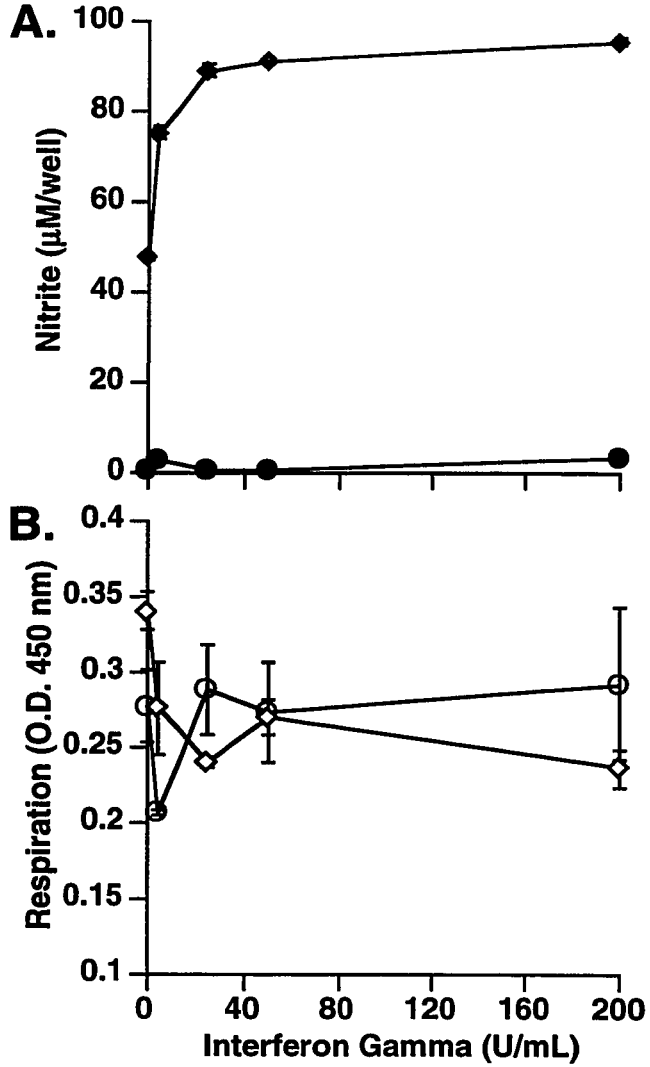 A.
Nitrite (µM/well)
100
80
60
40
20
0
B.
Respiration (O.D. 450 nm)
0.4
0.35
0.3
0.25
0.2
0.15
0.1
0 40 80 120 160 200
Interferon Gamma (U/mL)